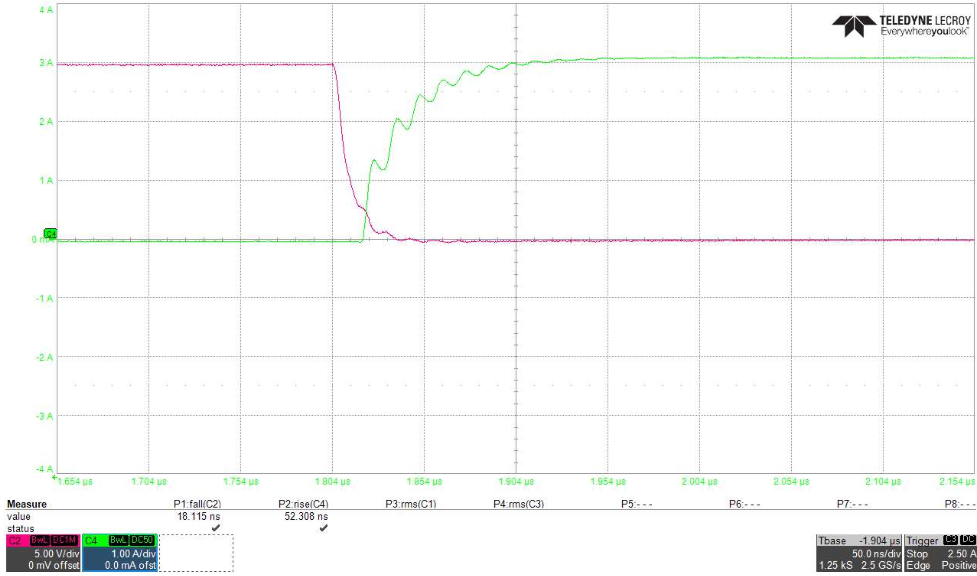 4 A
TELEDYNE LECROY
Everywhereyoulook™
3 A
2 A
1 A
C4
0 mA
-1 A
-2 A
-3 A
-4 A
1.654 µs 1.704 µs 1.754 µs 1.804 µs 1.854 µs 1.904 µs 1.954 µs 2.004 µs 2.054 µs 2.104 µs 2.154 µs
Measure P1:fall(C2) P2:rise(C4) P3:rms(C1) P4:rms(C3) P5:- - - P6:- - - P7:- - - P8:- - -
value 18.115 ns 52.308 ns
status ✔ ✔
C2 BwL DC1M C4 BwL DC50 Tbase -1.904 µs Trigger C3 DC
5.00 V/div 1.00 A/div 50.0 ns/div Stop 2.50 A
0 mV offset 0.0 mA ofst 1.25 kS 2.5 GS/s Edge Positive